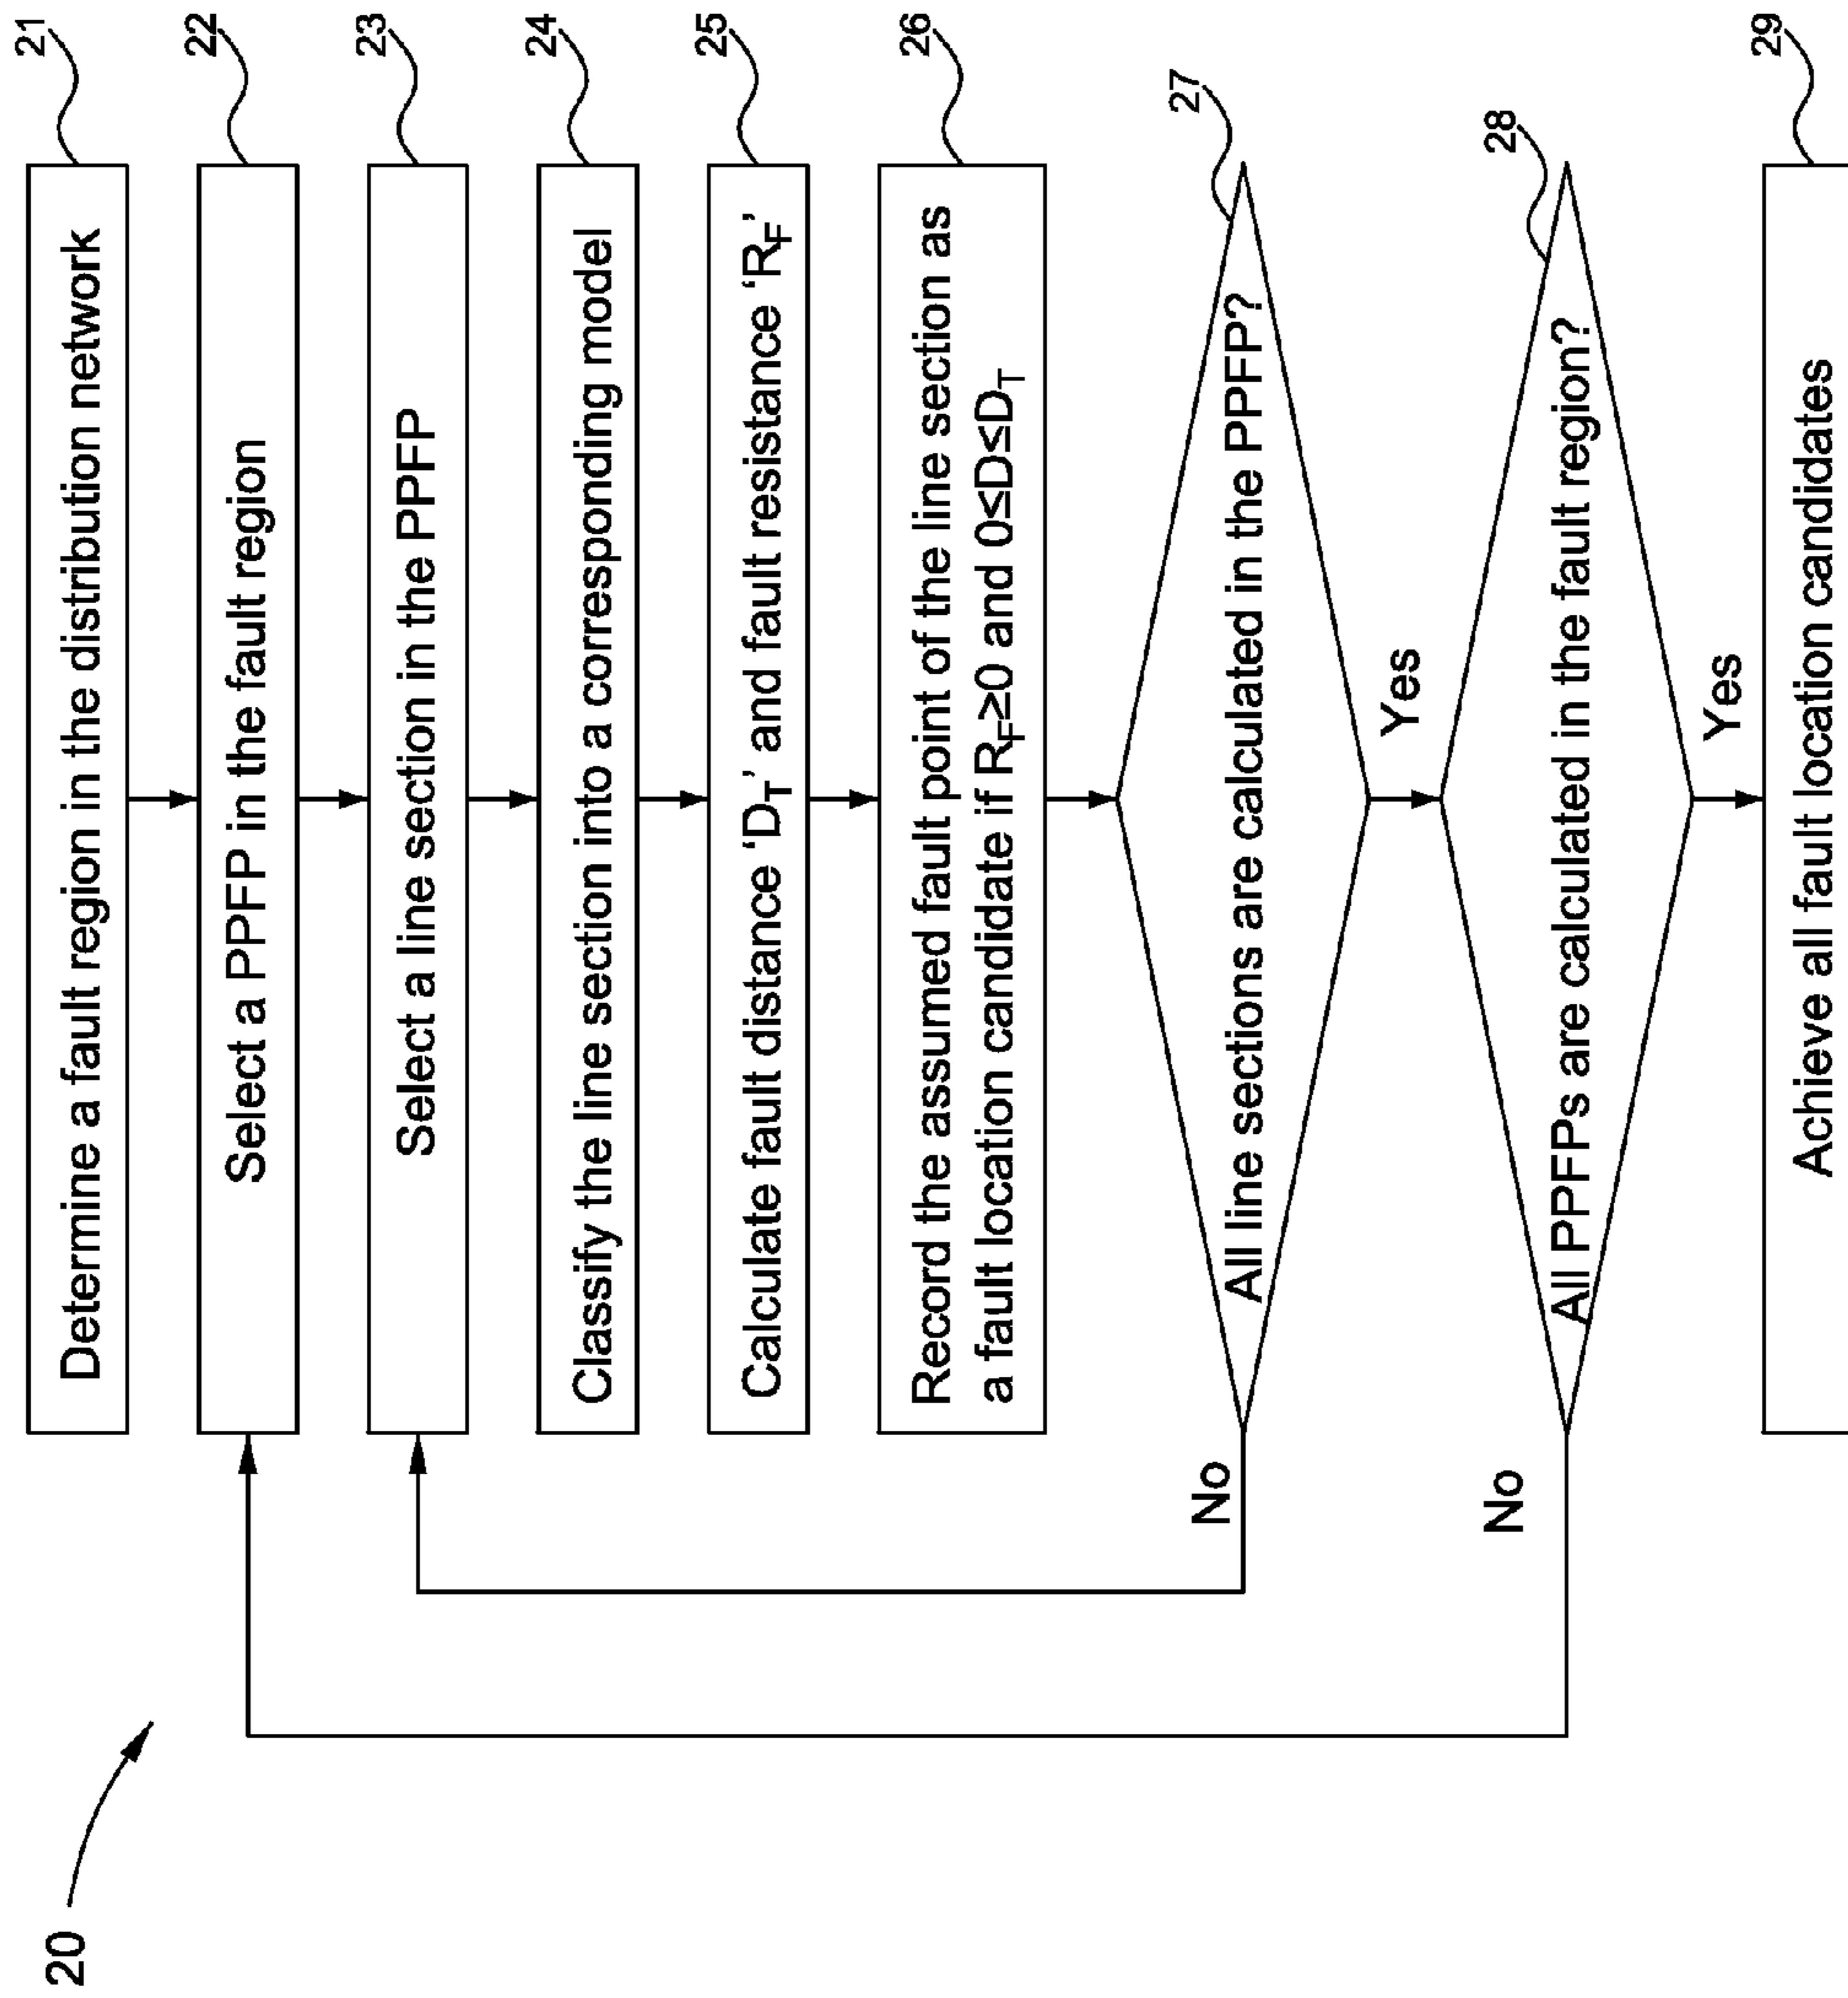 20
Determine a fault region in the distribution network
21
Select a PPFP in the fault region
22
Select a line section in the PPFP
23
Classify the line section into a corresponding model
24
Calculate fault distance ‘DT’ and fault resistance ‘RF’
25
Record the assumed fault point of the line section as
a fault location candidate if RF≥0 and 0≤D≤DT
26
All line sections are calculated in the PPFP?
27
No
Yes
All PPFPs are calculated in the fault region?
28
No
Yes
Achieve all fault location candidates
29